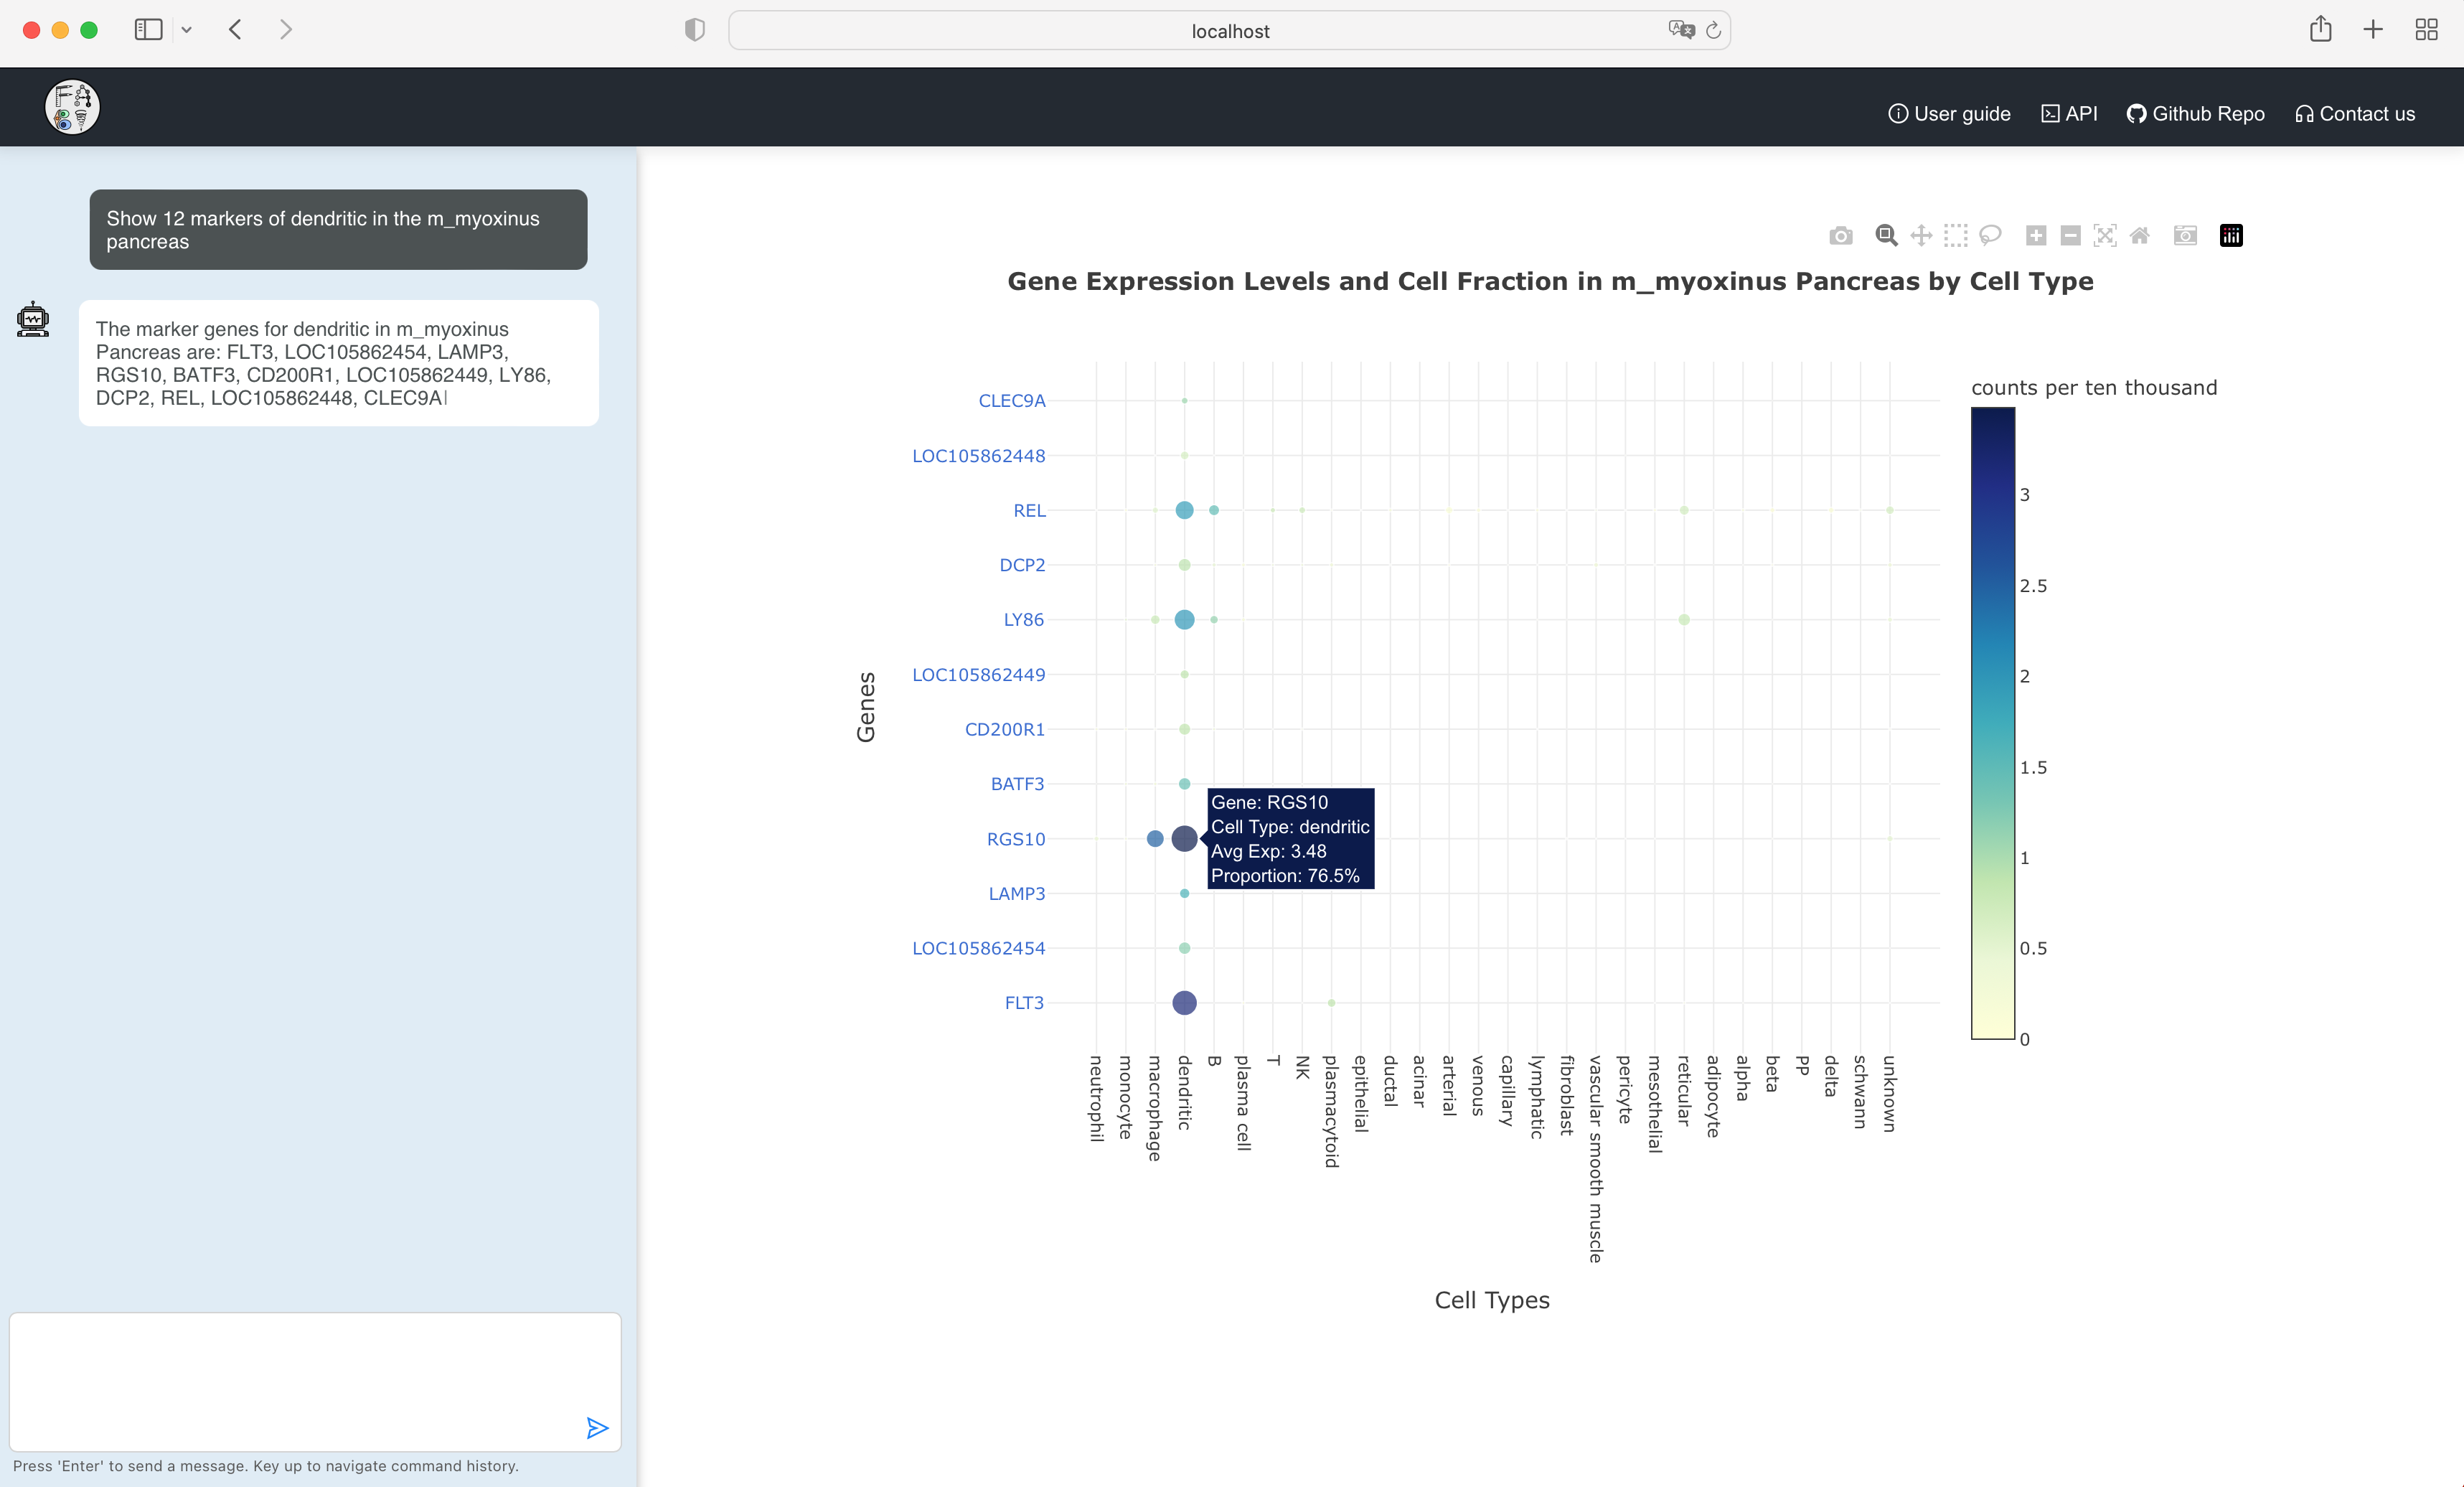 localhost
User guide
API
Github Repo
Contact us
Show 12 markers of dendritic in the m_myoxinus
pancreas
The marker genes for dendritic in m_myoxinus
Pancreas are: FLT3, LOC105862454, LAMP3,
RGS10, BATF3, CD200R1, LOC105862449, LY86,
DCP2, REL, LOC105862448, CLEC9A
Press 'Enter' to send a message. Key up to navigate command history.
Gene Expression Levels and Cell Fraction in m_myoxinus Pancreas by Cell Type
Genes
CLEC9A
LOC105862448
REL
DCP2
LY86
LOC105862449
CD200R1
BATF3
RGS10
LAMP3
LOC105862454
FLT3
Gene: RGS10
Cell Type: dendritic
Avg Exp: 3.48
Proportion: 76.5%
neutrophil
monocyte
macrophage
dendritic
B
plasma cell
T
NK
plasmacytoid
epithelial
ductal
acinar
arterial
venous
capillary
lymphatic
fibroblast
vascular smooth muscle
pericyte
mesothelial
reticular
adipocyte
alpha
beta
PP
delta
schwann
unknown
Cell Types
counts per ten thousand
3
2.5
2
1.5
1
0.5
0